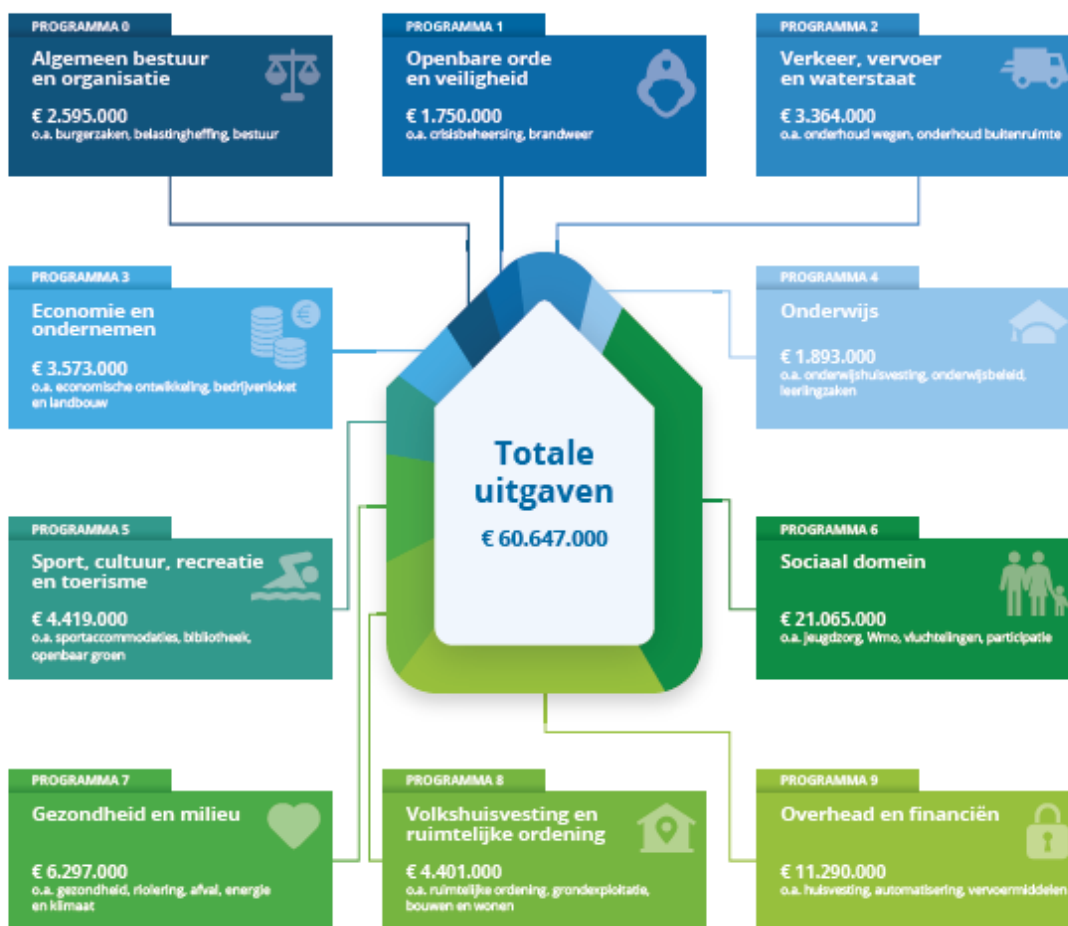 PROGRAMMA 0
Algemeen bestuur
en organisatie
€ 2.595.000
o.a. burgerzaken, belastingheffing, bestuur
PROGRAMMA 1
Openbare orde
en veiligheid
€ 1.750.000
o.a. crisisbeheersing, brandweer
PROGRAMMA 2
Verkeer, vervoer
en waterstaat
€ 3.364.000
o.a. onderhoud wegen, onderhoud buitenruimte
PROGRAMMA 3
Economie en
ondernemen
€ 3.573.000
o.a. economische ontwikkeling, bedrijvenloket
en landbouw
PROGRAMMA 4
Onderwijs
€ 1.893.000
o.a. onderwijshuisvesting, onderwijsbeleid,
leerlingzaken
Totale
uitgaven
€ 60.647.000
PROGRAMMA 5
Sport, cultuur, recreatie
en toerisme
€ 4.419.000
o.a. sportaccommodaties, bibliotheek,
openbaar groen
PROGRAMMA 6
Sociaal domein
€ 21.065.000
o.a. jeugdzorg, Wmo, vluchtelingen, participatie
PROGRAMMA 7
Gezondheid en milieu
€ 6.297.000
o.a. gezondheid, riolering, afval, energie
en klimaat
PROGRAMMA 8
Volkshuisvesting en
ruimtelijke ordening
€ 4.401.000
o.a. ruimtelijke ordening, grondexploitatie,
bouwen en wonen
PROGRAMMA 9
Overhead en financiën
€ 11.290.000
o.a. huisvesting, automatisering, vervoermiddelen